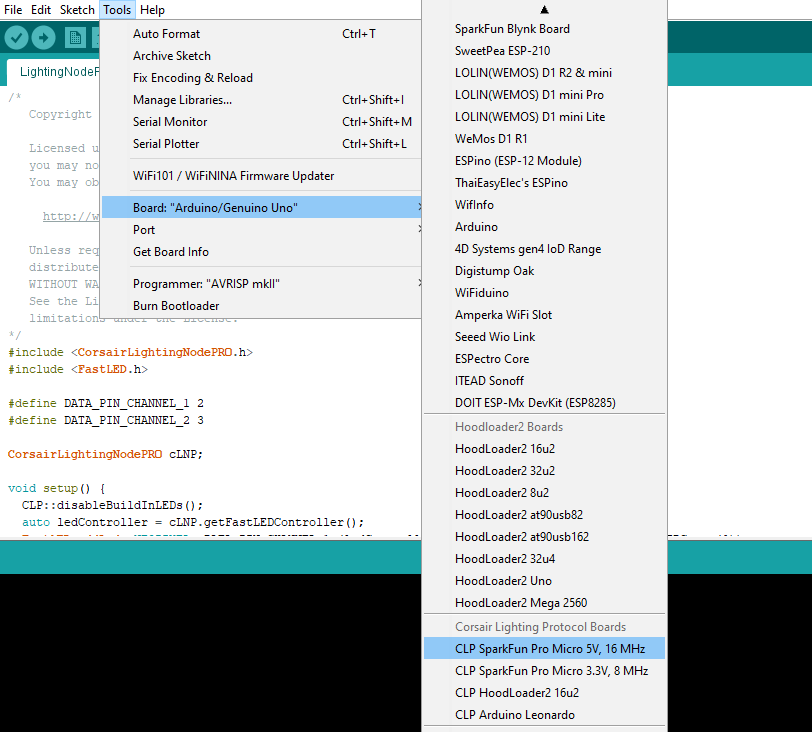 File Edit Sketch Tools Help
LightingNodeP
/*
Copyright
Licensed u
you may no
You may ob
http://w
Unless req
distribute
WITHOUT WA
See the Li
limitations under the License.
*/
#include <CorsairLightingNodePRO.h>
#include <FastLED.h>
#define DATA_PIN_CHANNEL_1 2
#define DATA_PIN_CHANNEL_2 3
CorsairLightingNodePRO cLNP;
void setup() {
CLP::disableBuildInLEDs();
auto ledController = cLNP.getFastLEDController();
Auto Format Ctrl+T
Archive Sketch
Fix Encoding & Reload
Manage Libraries... Ctrl+Shift+I
Serial Monitor Ctrl+Shift+M
Serial Plotter Ctrl+Shift+L
WiFi101 / WiFiNINA Firmware Updater
Board: "Arduino/Genuino Uno"
Port
Get Board Info
Programmer: "AVRISP mkII"
Burn Bootloader
SparkFun Blynk Board
SweetPea ESP-210
LOLIN(WEMOS) D1 R2 & mini
LOLIN(WEMOS) D1 mini Pro
LOLIN(WEMOS) D1 mini Lite
WeMos D1 R1
ESPino (ESP-12 Module)
ThaiEasyElec's ESPino
WifInfo
Arduino
4D Systems gen4 IoD Range
Digistump Oak
WiFiduino
Amperka WiFi Slot
Seeed Wio Link
ESPectro Core
ITEAD Sonoff
DOIT ESP-Mx DevKit (ESP8285)
Hoodloader2 Boards
HoodLoader2 16u2
HoodLoader2 32u2
HoodLoader2 8u2
HoodLoader2 at90usb82
HoodLoader2 at90usb162
HoodLoader2 32u4
HoodLoader2 Uno
HoodLoader2 Mega 2560
Corsair Lighting Protocol Boards
CLP SparkFun Pro Micro 5V, 16 MHz
CLP SparkFun Pro Micro 3.3V, 8 MHz
CLP HoodLoader2 16u2
CLP Arduino Leonardo